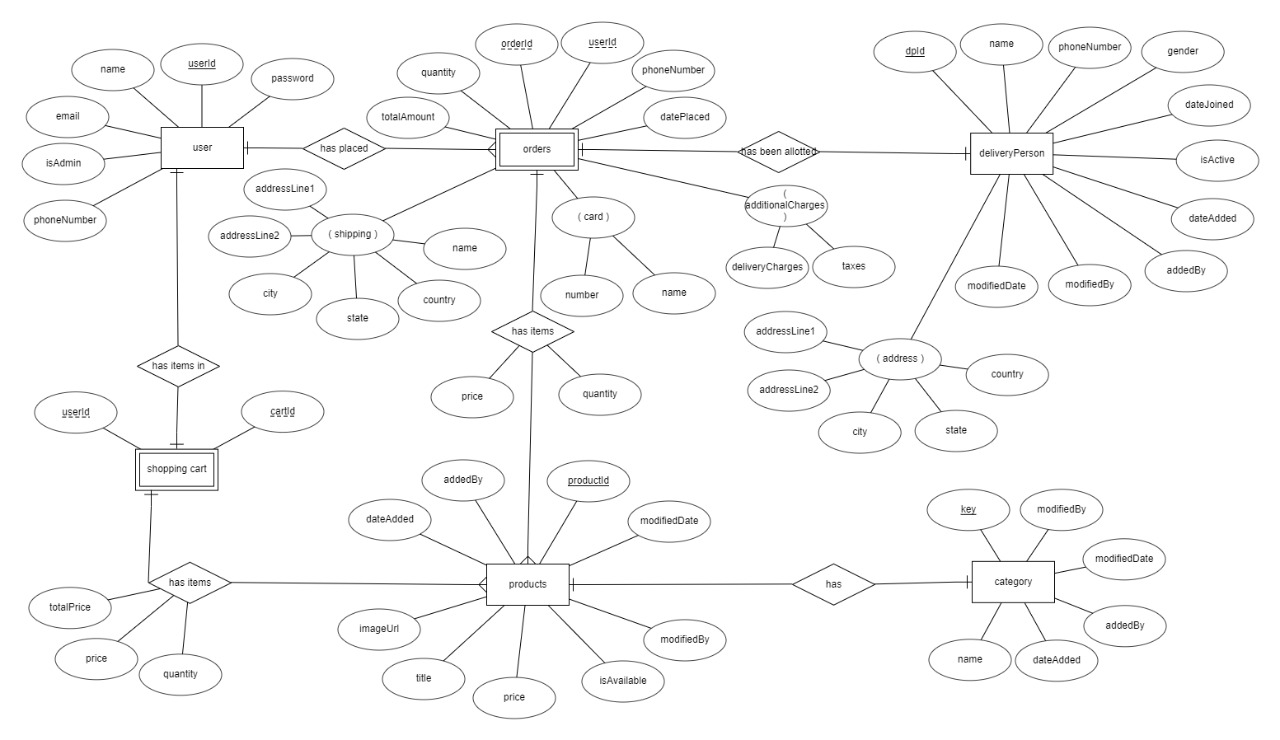 name
userId
password
email
isAdmin
phoneNumber
user
has placed
orderId
userId
quantity
phoneNumber
totalAmount
datePlaced
orders
has been allotted
dpId
name
phoneNumber
gender
dateJoined
deliveryPerson
isActive
dateAdded
addedBy
modifiedBy
modifiedDate
addressLine1
addressLine2
( shipping )
name
city
state
country
( card )
number
name
(
additionalCharges
)
deliveryCharges
taxes
has items
price
quantity
addressLine1
( address )
addressLine2
country
city
state
has items in
userId
cartId
shopping cart
has items
totalPrice
price
quantity
addedBy
productId
dateAdded
modifiedDate
products
imageUrl
modifiedBy
title
price
isAvailable
has
key
modifiedBy
modifiedDate
category
addedBy
name
dateAdded